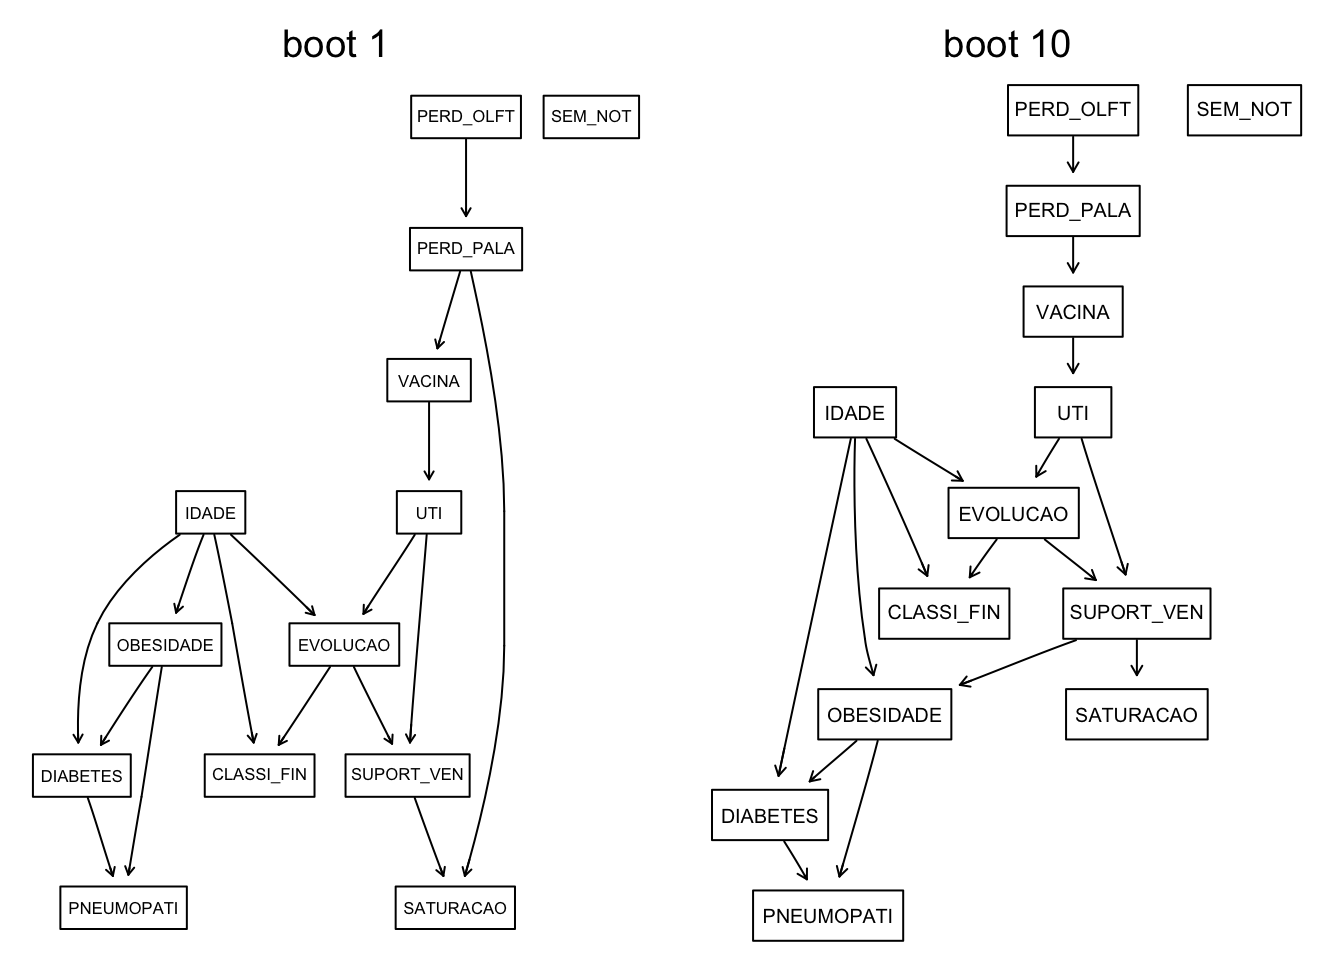 boot 1
PERD_OLFT
SEM_NOT
PERD_PALA
VACINA
IDADE
UTI
OBESIDADE
EVOLUCAO
DIABETES
CLASSI_FIN
SUPORT_VEN
PNEUMOPATI
SATURACAO
boot 10
PERD_OLFT
SEM_NOT
PERD_PALA
VACINA
IDADE
UTI
EVOLUCAO
CLASSI_FIN
SUPORT_VEN
OBESIDADE
SATURACAO
DIABETES
PNEUMOPATI